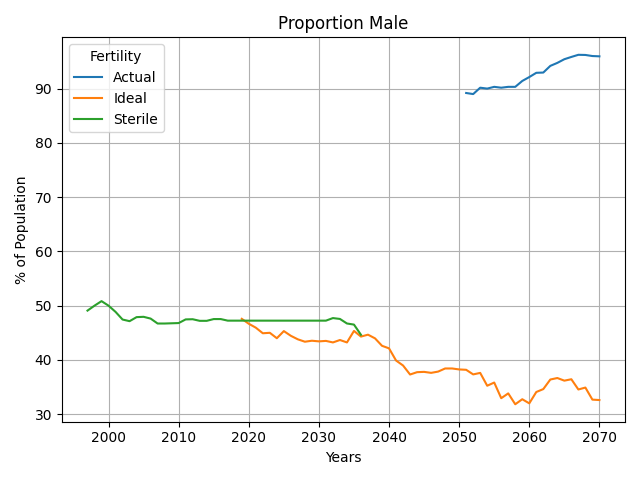 Proportion Male
Fertility
Actual
Ideal
Sterile
% of Population
90
80
70
60
50
40
30
2000 2010 2020 2030 2040 2050 2060 2070
Years